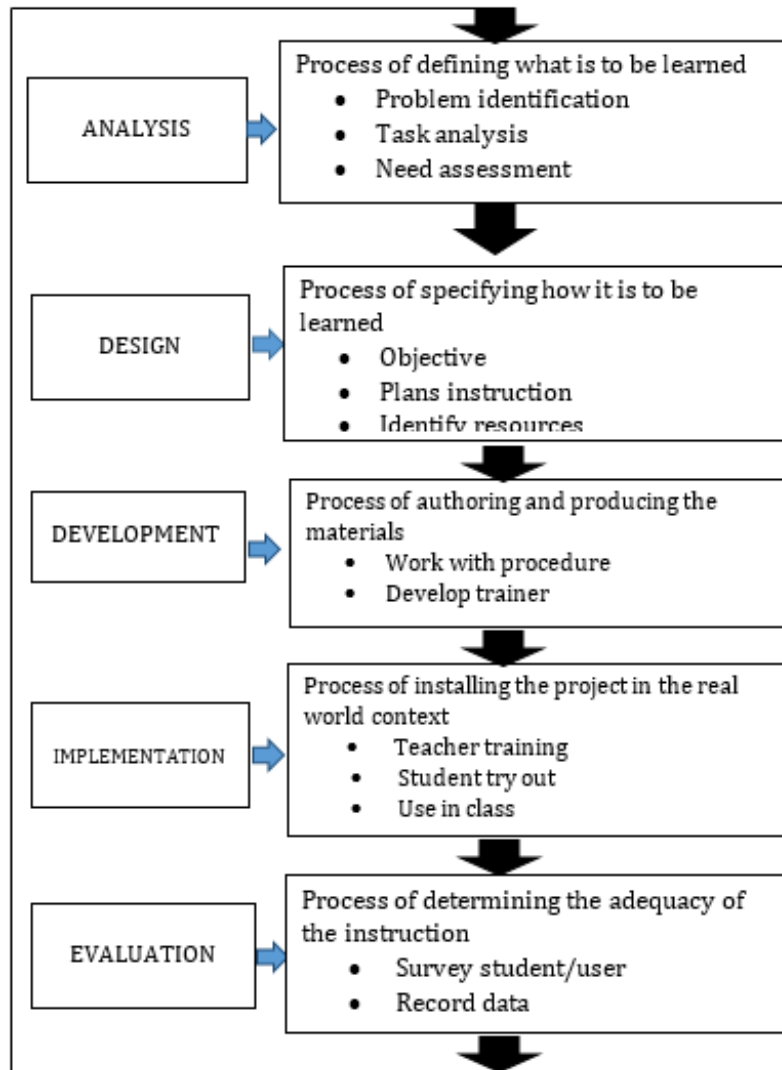 ANALYSIS
Process of defining what is to be learned
• Problem identification
• Task analysis
• Need assessment
DESIGN
Process of specifying how it is to be
learned
• Objective
• Plans instruction
• Identify resources
DEVELOPMENT
Process of authoring and producing the
materials
• Work with procedure
• Develop trainer
IMPLEMENTATION
Process of installing the project in the real
world context
• Teacher training
• Student try out
• Use in class
EVALUATION
Process of determining the adequacy of
the instruction
• Survey student/user
• Record data